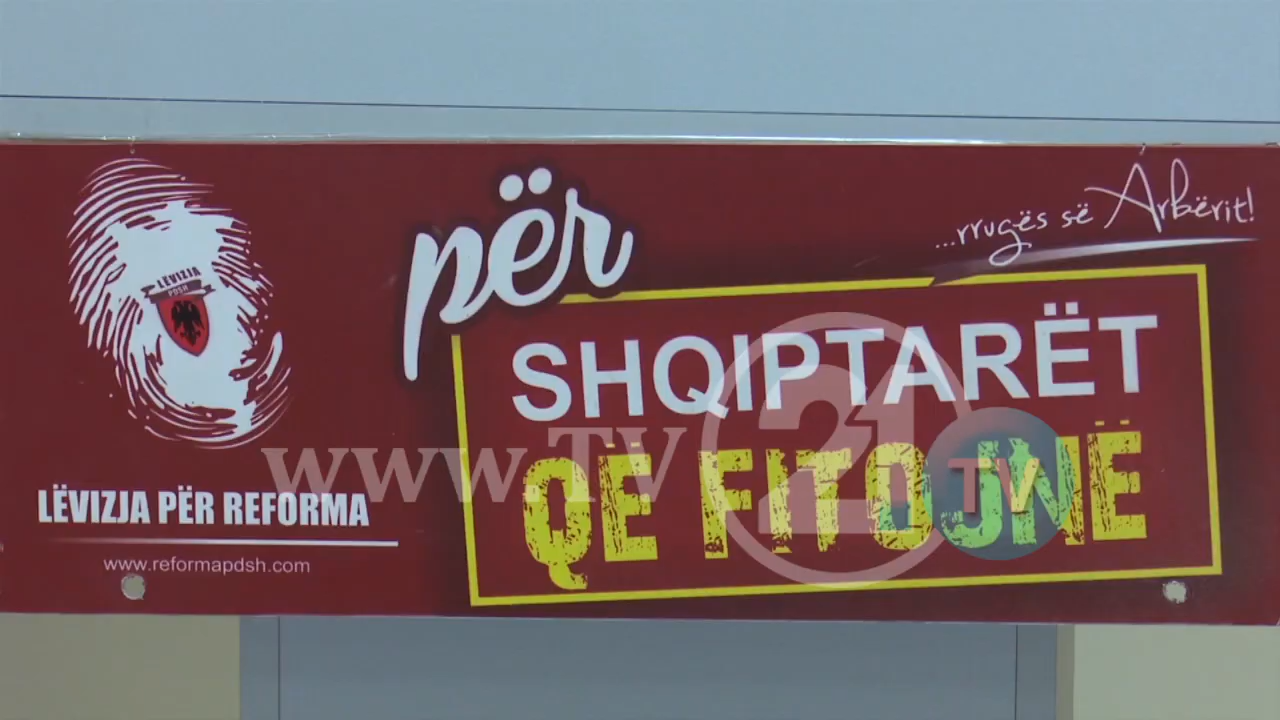 për
...rrugës së Arbërit!
SHQIPTARËT
QË FITOJNË
LËVIZJA
PDSH
LËVIZJA PËR REFORMA
www.reformapdsh.com
www.TV
21
TV